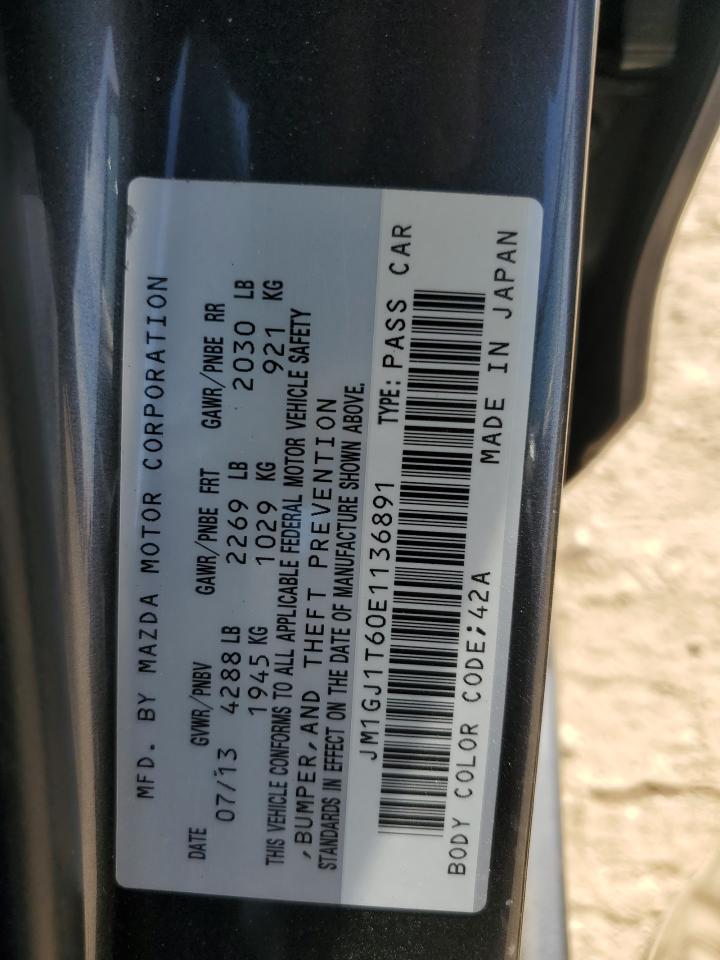 MFD. BY MAZDA MOTOR CORPORATION
DATE GVWR/PNBV GAWR/PNBE FRT GAWR/PNBE RR
07/13 4288 LB 2269 LB 2030 LB
1945 KG 1029 KG 921 KG
THIS VEHICLE CONFORMS TO ALL APPLICABLE FEDERAL MOTOR VEHICLE SAFETY
,BUMPER,AND THEFT PREVENTION
STANDARDS IN EFFECT ON THE DATE OF MANUFACTURE SHOWN ABOVE.
JM1GJ1T60E1136891 TYPE: PASS CAR
BODY COLOR CODE;42A MADE IN JAPAN